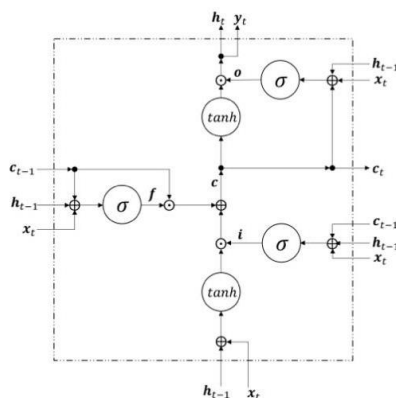 h_t y_t
h_{t-1}
o σ x_t
tanh
c_{t-1} c c_t
f
h_{t-1} σ
x_t
c_{t-1}
i σ h_{t-1}
x_t
tanh
h_{t-1} x_t